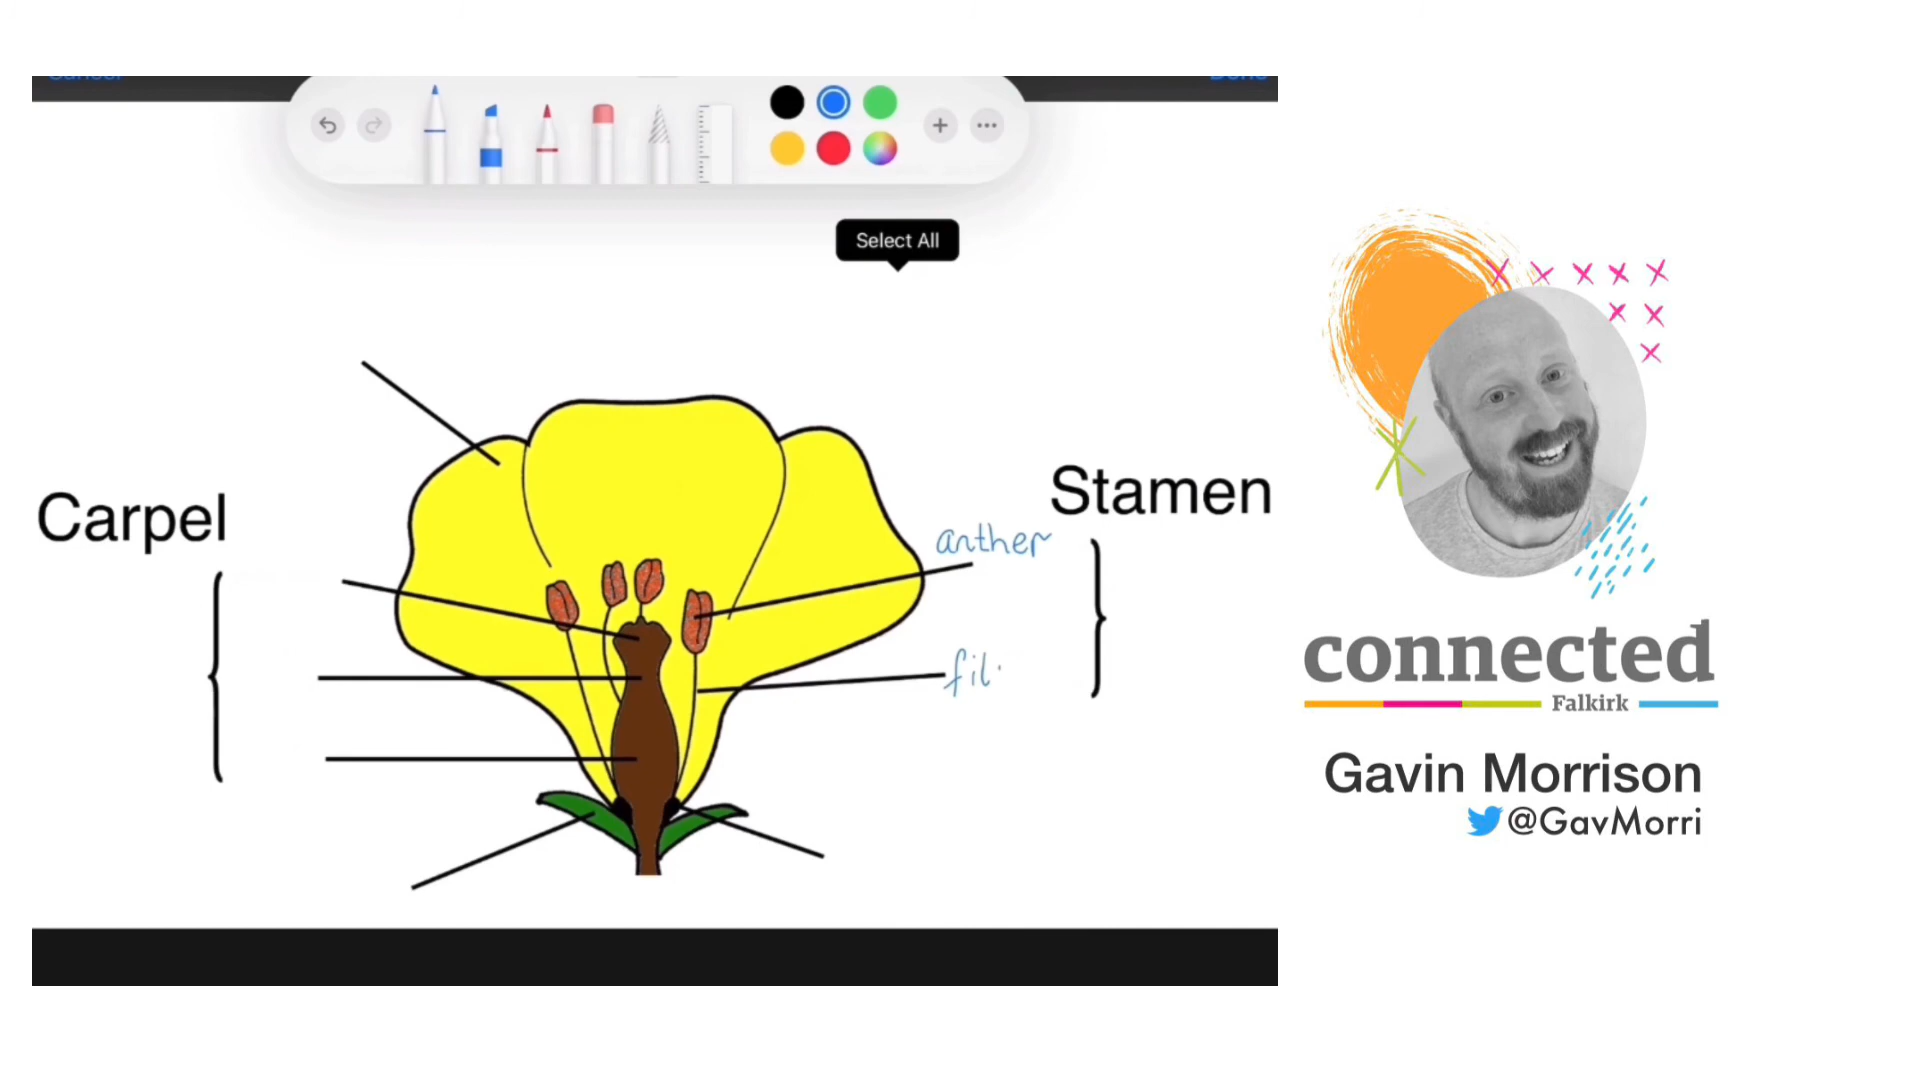 Select All
Carpel
Stamen
anther
fil
connected
Falkirk
Gavin Morrison
@GavMorri